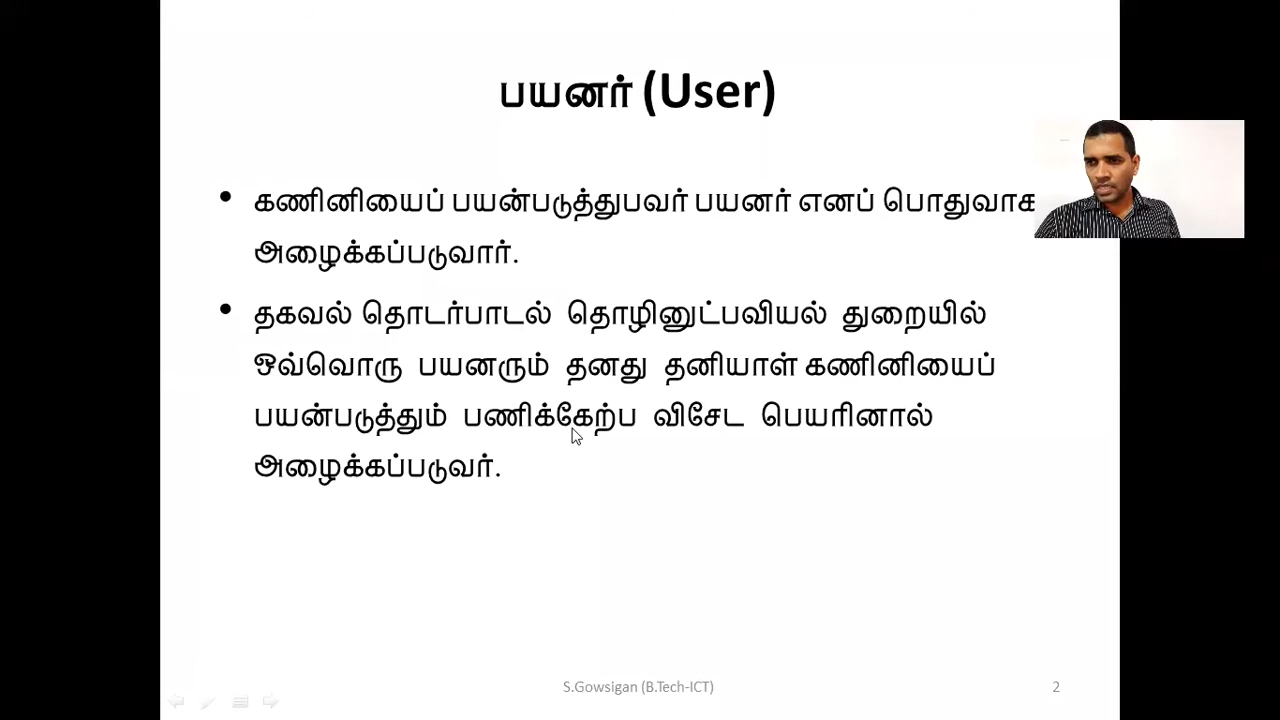 பயனர் (User)
• கணினியைப் பயன்படுத்துபவர் பயனர் எனப் பொதுவாக
அழைக்கப்படுவார்.
• தகவல் தொடர்பாடல் தொழினுட்பவியல் துறையில்
ஒவ்வொரு பயனரும் தனது தனியாள் கணினியைப்
பயன்படுத்தும் பணிக்கேற்ப விசேட பெயரினால்
அழைக்கப்படுவர்.
S.Gowsigan (B.Tech-ICT)
2